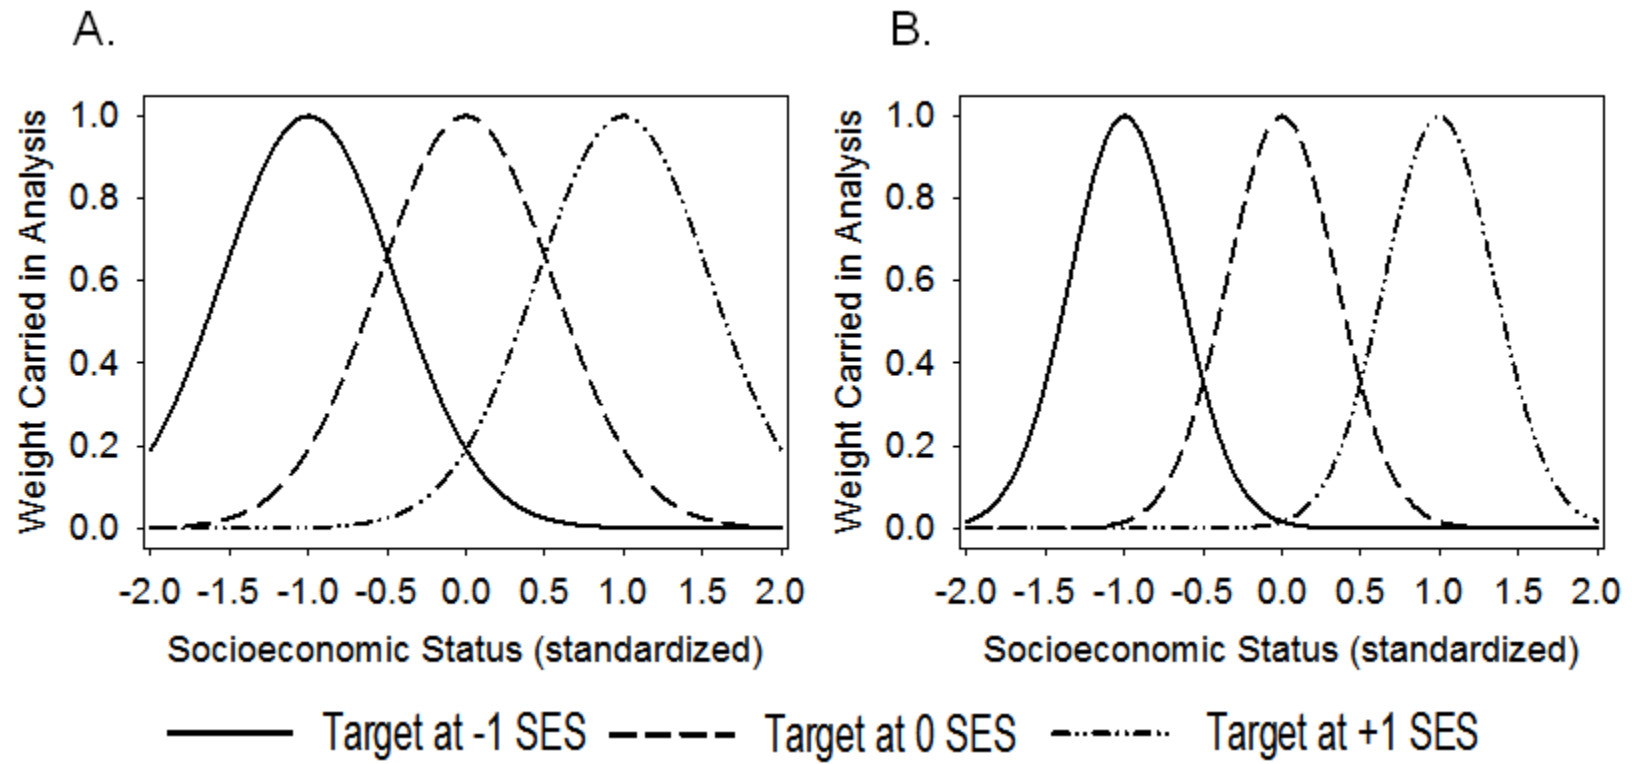 A.
Weight Carried in Analysis
1.0
0.8
0.6
0.4
0.2
0.0
-2.0 -1.5 -1.0 -0.5 0.0 0.5 1.0 1.5 2.0
Socioeconomic Status (standardized)
B.
Weight Carried in Analysis
1.0
0.8
0.6
0.4
0.2
0.0
-2.0 -1.5 -1.0 -0.5 0.0 0.5 1.0 1.5 2.0
Socioeconomic Status (standardized)
Target at -1 SES Target at 0 SES Target at +1 SES